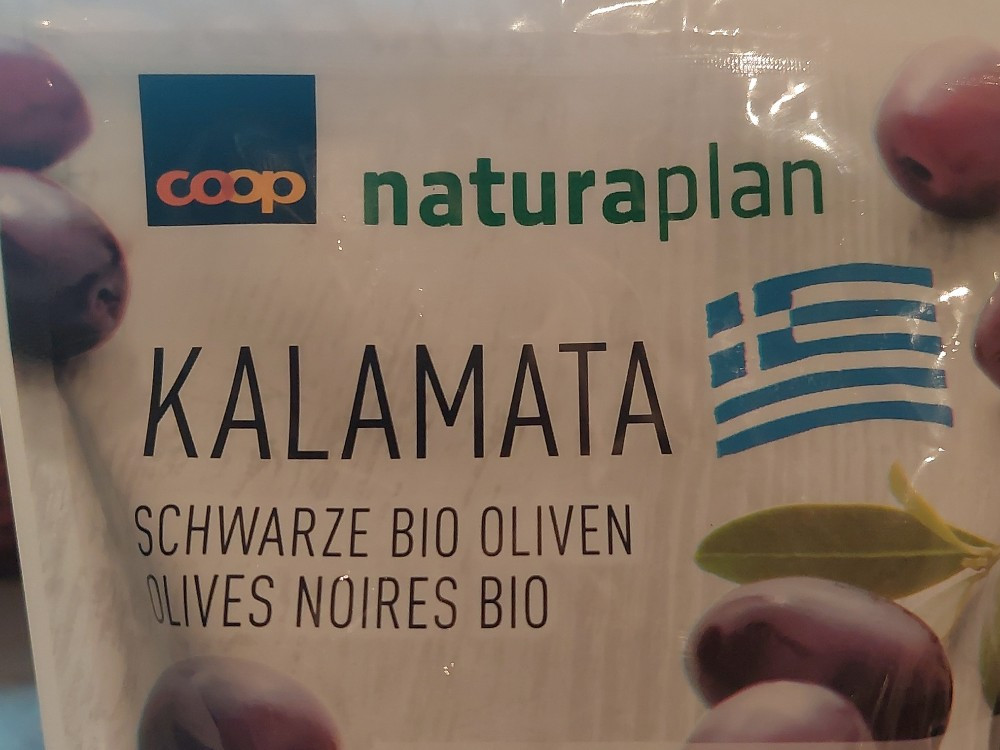 coop
naturaplan
KALAMATA
SCHWARZE BIO OLIVEN
OLIVES NOIRES BIO